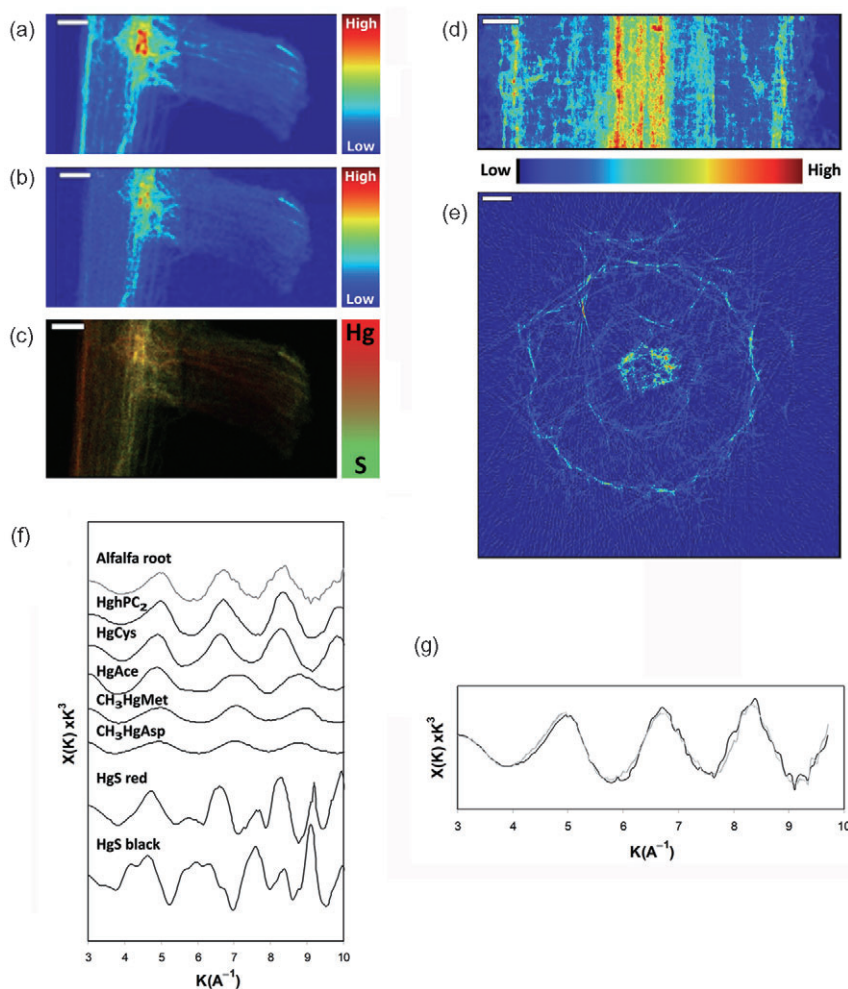 (a)
High
Low
(b)
High
Low
(c)
Hg
S
(d)
Low
High
(e)
(f)
Alfalfa root
HghPC₂
HgCys
HgAce
CH₃HgMet
CH₃HgAsp
HgS red
HgS black
X(K) xK³
3 4 5 6 7 8 9 10
K(A⁻¹)
(g)
X(K) xK³
3 4 5 6 7 8 9 10
K(A⁻¹)